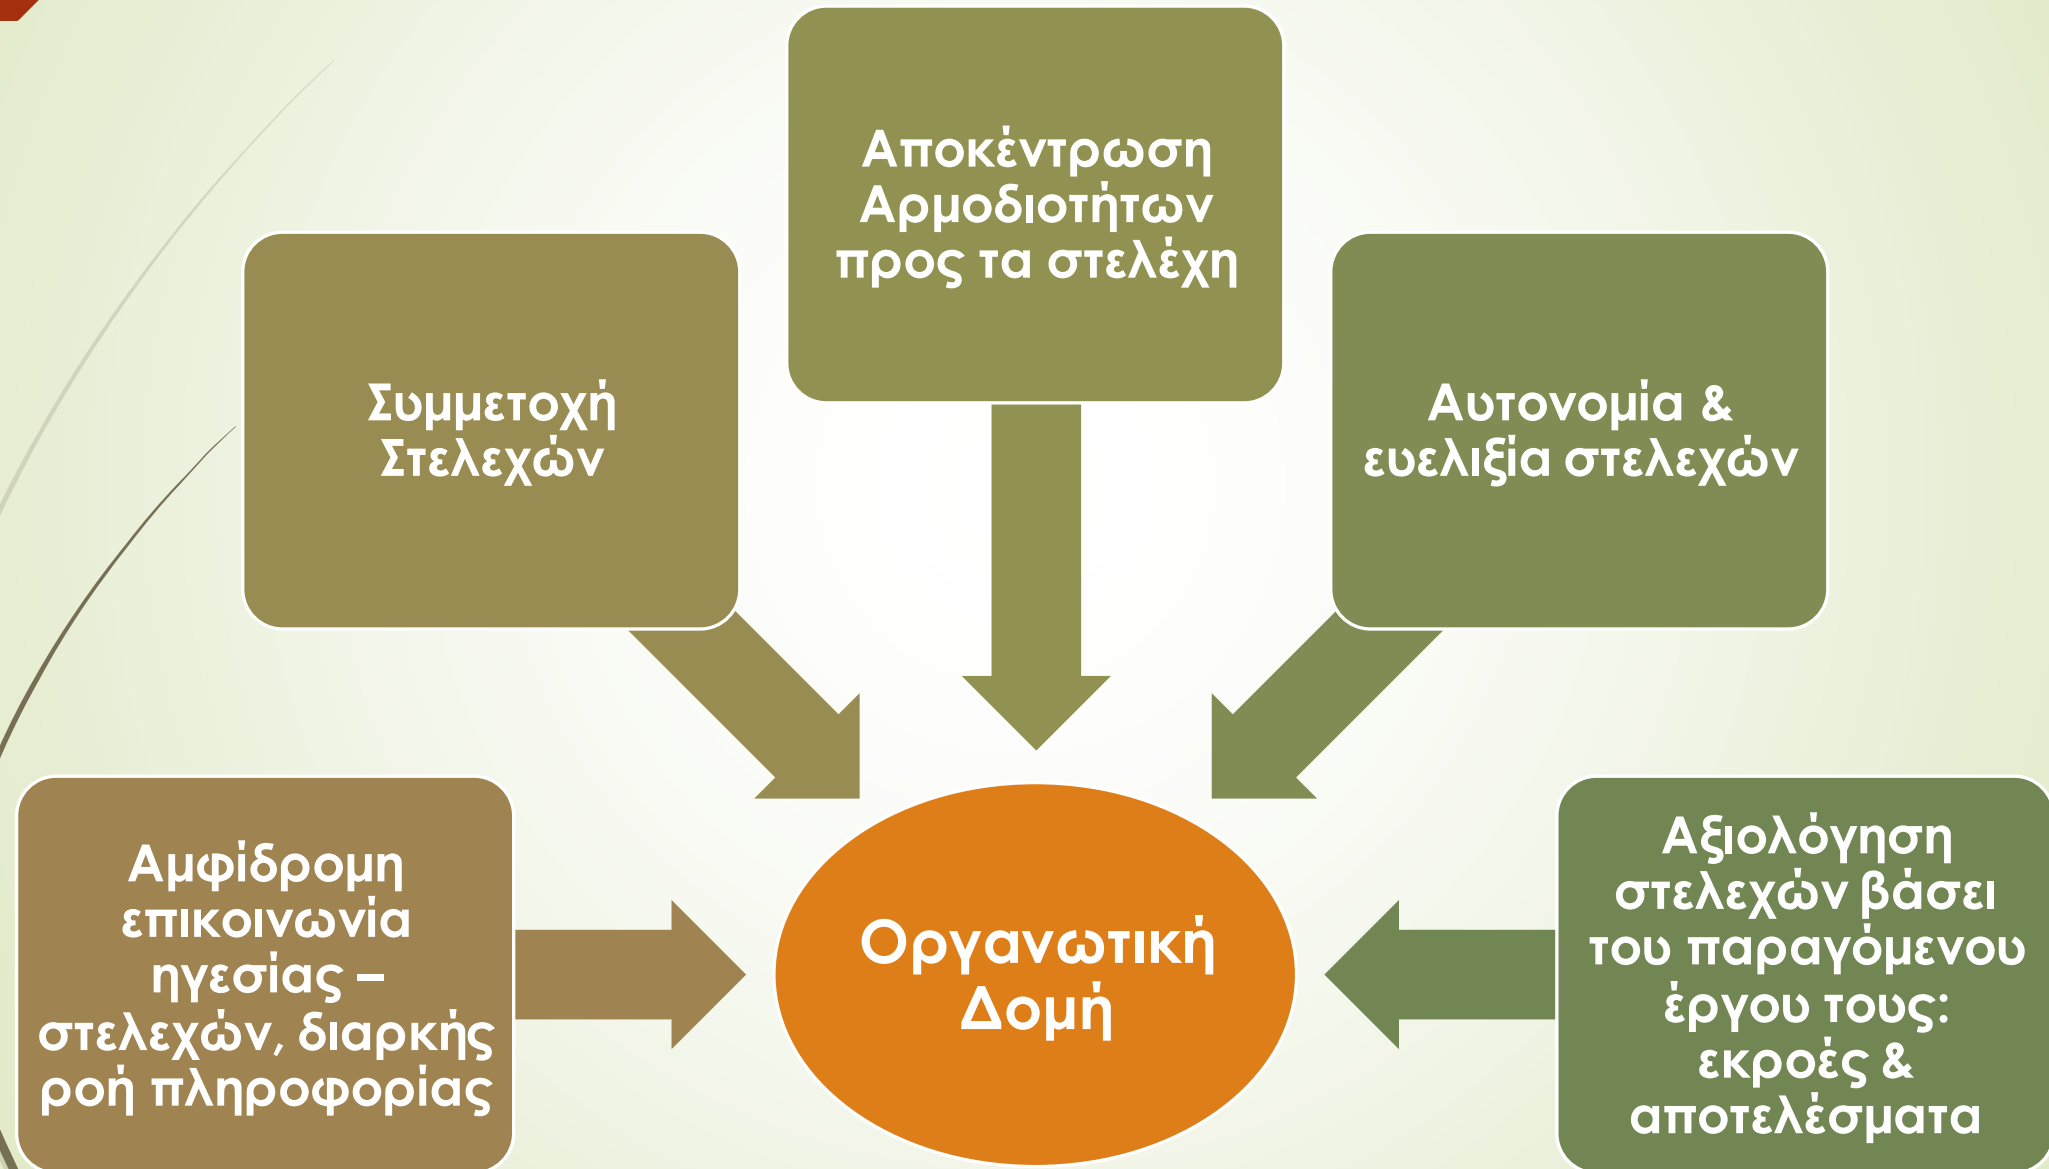 Αποκέντρωση
Αρμοδιοτήτων
προς τα στελέχη
Συμμετοχή
Στελεχών
Αυτονομία &
ευελιξία στελεχών
Αμφίδρομη
επικοινωνία
ηγεσίας –
στελεχών, διαρκής
ροή πληροφορίας
Οργανωτική
Δομή
Αξιολόγηση
στελεχών βάσει
του παραγόμενου
έργου τους:
εκροές &
αποτελέσματα